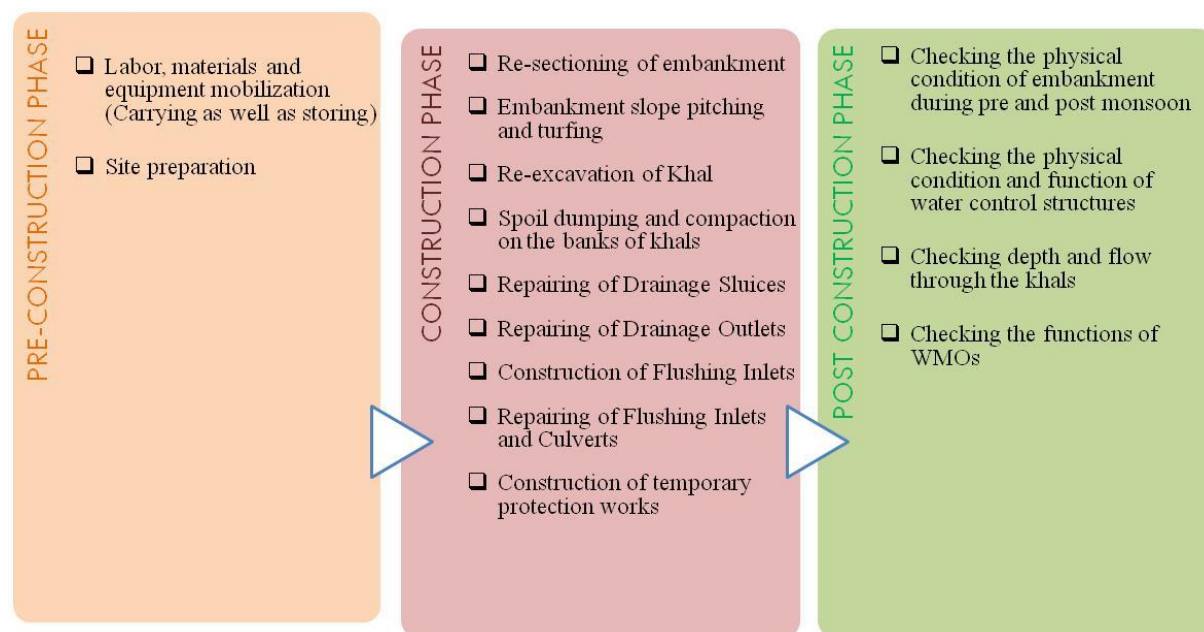 PRE-CONSTRUCTION PHASE
Labor, materials and
equipment mobilization
(Carrying as well as storing)
Site preparation
CONSTRUCTION PHASE
Re-sectioning of embankment
Embankment slope pitching
and turfing
Re-excavation of Khal
Spoil dumping and compaction
on the banks of khals
Repairing of Drainage Sluices
Repairing of Drainage Outlets
Construction of Flushing Inlets
Repairing of Flushing Inlets
and Culverts
Construction of temporary
protection works
POST CONSTRUCTION PHASE
Checking the physical
condition of embankment
during pre and post monsoon
Checking the physical
condition and function of
water control structures
Checking depth and flow
through the khals
Checking the functions of
WMOs